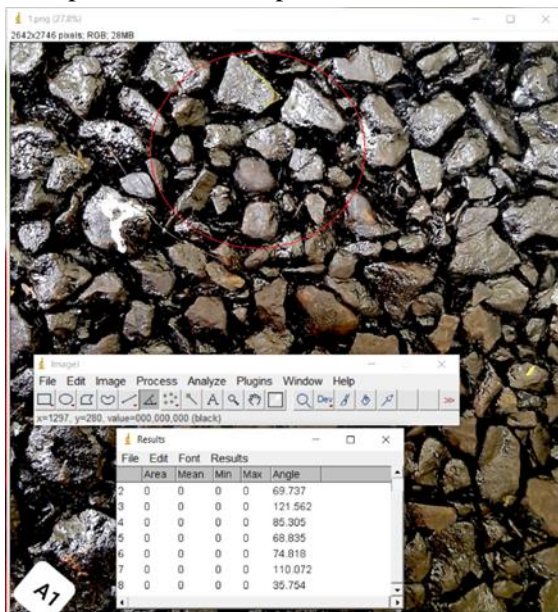 1.png (27.8%)
2642x2746 pixels; RGB; 28MB
ImageJ
File Edit Image Process Analyze Plugins Window Help
A Dev. >>
x=1297, y=280, value=000,000,000 (black)
Results
File Edit Font Results
Area Mean Min Max Angle
2 0 0 0 0 69.737
3 0 0 0 0 121.562
4 0 0 0 0 85.305
5 0 0 0 0 68.835
6 0 0 0 0 74.818
7 0 0 0 0 110.072
8 0 0 0 0 35.754
A1